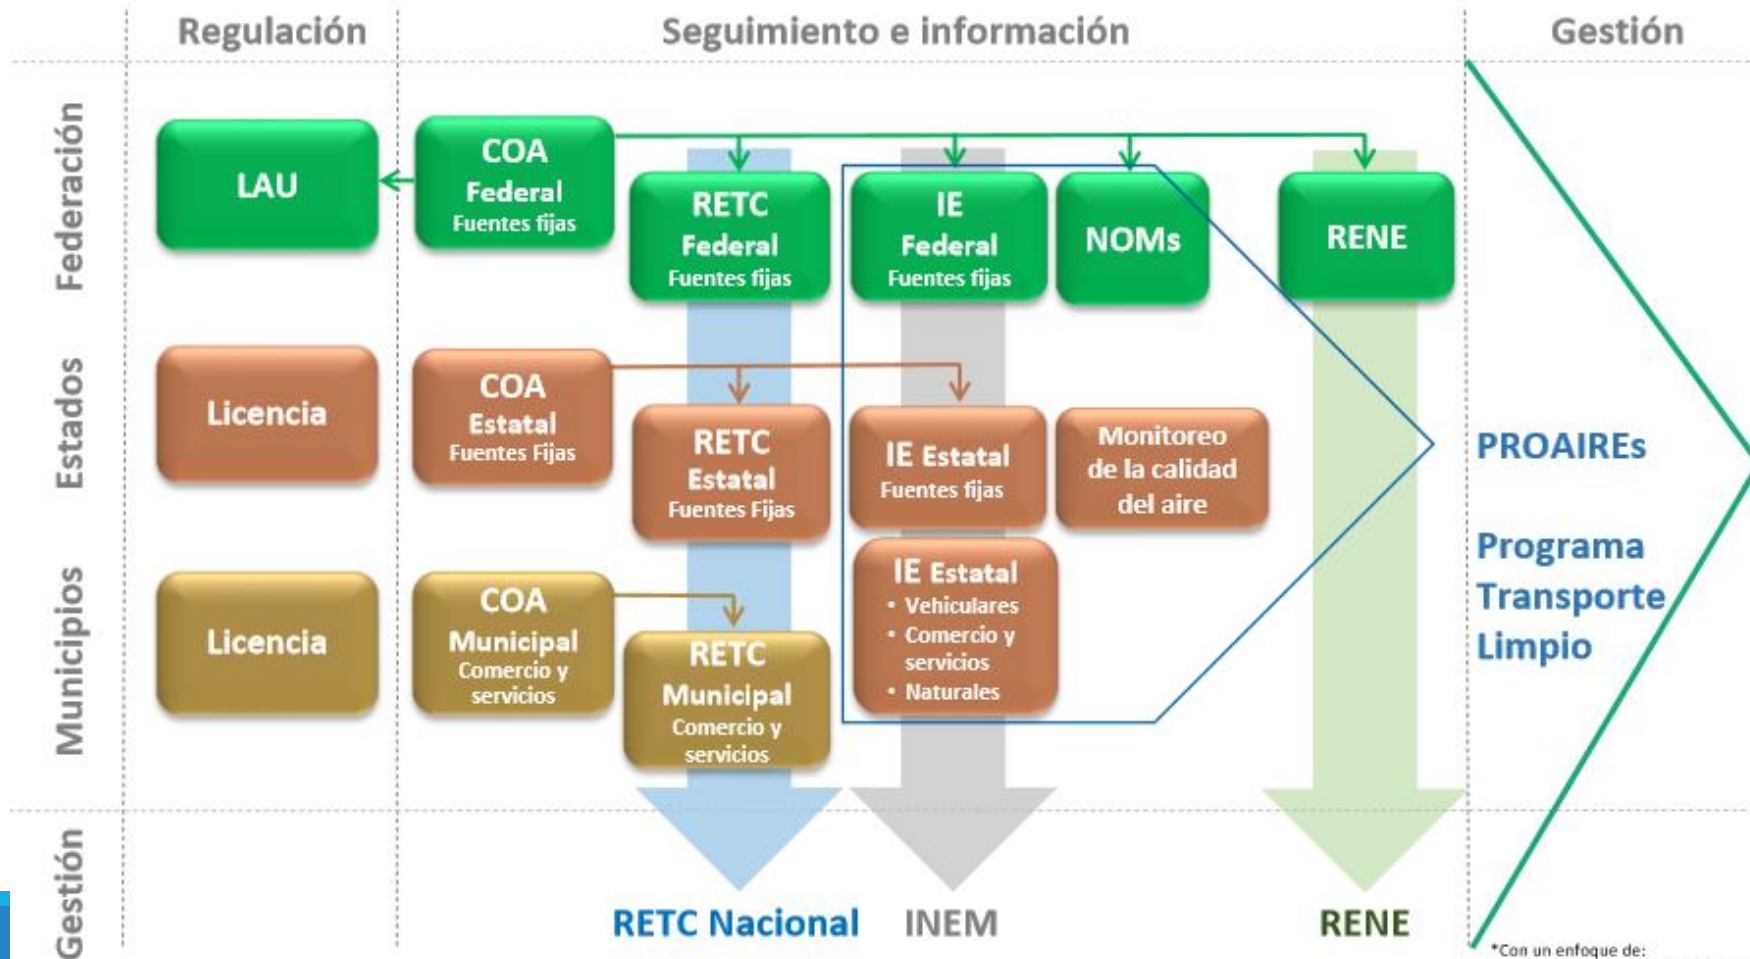 Regulación
Seguimiento e información
Gestión
Federación
LAU
COA
Federal
Fuentes fijas
RETC
Federal
Fuentes fijas
IE
Federal
Fuentes fijas
NOMs
RENE
Estados
Licencia
COA
Estatal
Fuentes Fijas
RETC
Estatal
Fuentes Fijas
IE Estatal
Fuentes fijas
Monitoreo
de la calidad
del aire
PROAIREs
Programa
Transporte
Limpio
Municipios
Licencia
COA
Municipal
Comercio y
servicios
RETC
Municipal
Comercio y
servicios
IE Estatal
• Vehiculares
• Comercio y
servicios
• Naturales
Gestión
RETC Nacional
INEM
RENE
*Con un enfoque de: